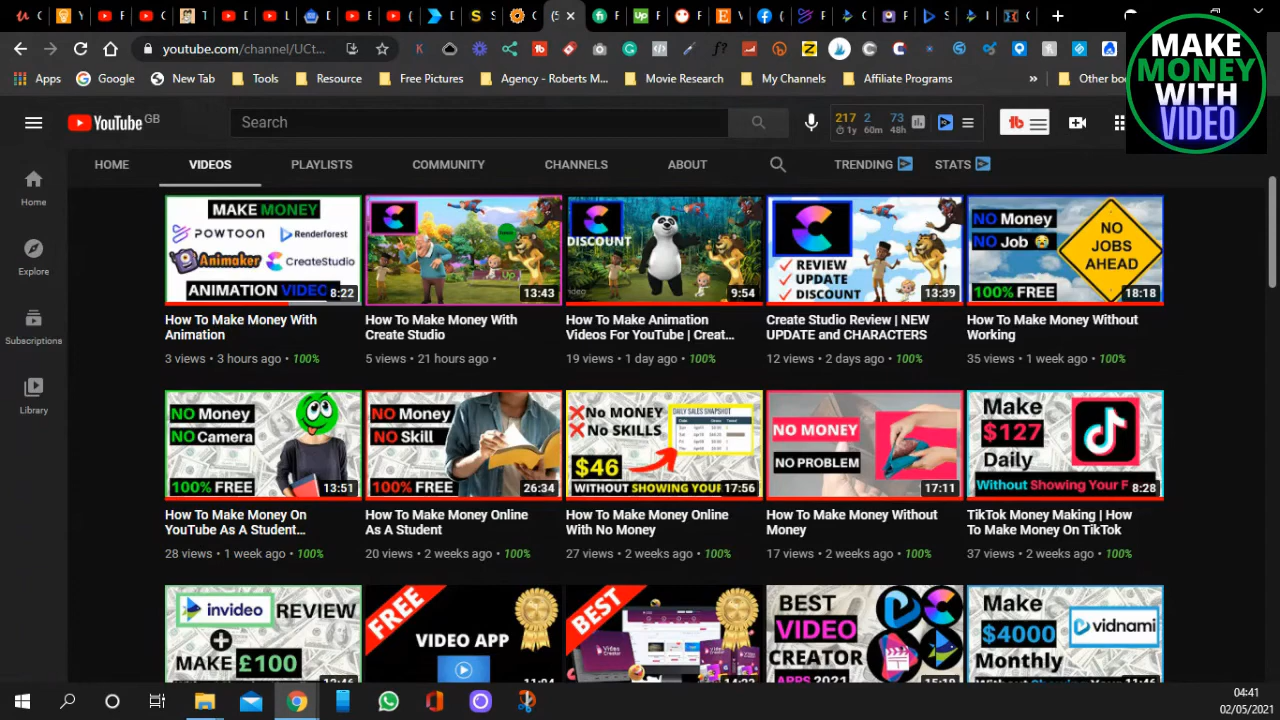 youtube.com/channel/UCt
MAKE
MONEY
WITH
VIDEO
Apps
Google
New Tab
Tools
Resource
Free Pictures
Agency - Roberts M...
Movie Research
My Channels
Affiliate Programs
»
YouTube GB
Search
217 2 73
1y 60m 48h
HOME
VIDEOS
PLAYLISTS
COMMUNITY
CHANNELS
ABOUT
TRENDING
STATS
Home
Explore
Subscriptions
Library
MAKE MONEY
POWTOON
Renderforest
Animaker
CreateStudio
ANIMATION VIDEO
8:22
How To Make Money With
Animation
3 views • 3 hours ago • 100%
13:43
How To Make Money With
Create Studio
5 views • 21 hours ago •
DISCOUNT
9:54
How To Make Animation
Videos For YouTube | Creat...
19 views • 1 day ago • 100%
REVIEW
UPDATE
DISCOUNT
13:39
Create Studio Review | NEW
UPDATE and CHARACTERS
12 views • 2 days ago • 100%
NO Money
NO Job
100% FREE
NO
JOBS
AHEAD
18:18
How To Make Money Without
Working
35 views • 1 week ago • 100%
NO Money
NO Camera
100% FREE
13:51
How To Make Money On
YouTube As A Student...
28 views • 1 week ago • 100%
NO Money
NO Skill
100% FREE
26:34
How To Make Money Online
As A Student
20 views • 2 weeks ago • 100%
No MONEY
No SKILLS
DAILY SALES SNAPSHOT
$46
WITHOUT SHOWING YOUR
17:56
How To Make Money Online
With No Money
27 views • 2 weeks ago • 100%
NO MONEY
NO PROBLEM
17:11
How To Make Money Without
Money
17 views • 2 weeks ago • 100%
Make
$127
Daily
Without Showing Your F
8:28
TikTok Money Making | How
To Make Money On TikTok
37 views • 2 weeks ago • 100%
invideo REVIEW
+
MAKE £100
FREE
VIDEO APP
BEST
BEST
VIDEO
CREATOR
APPS 2021
Make
$4000
Monthly
vidnami
04:41
02/05/2021